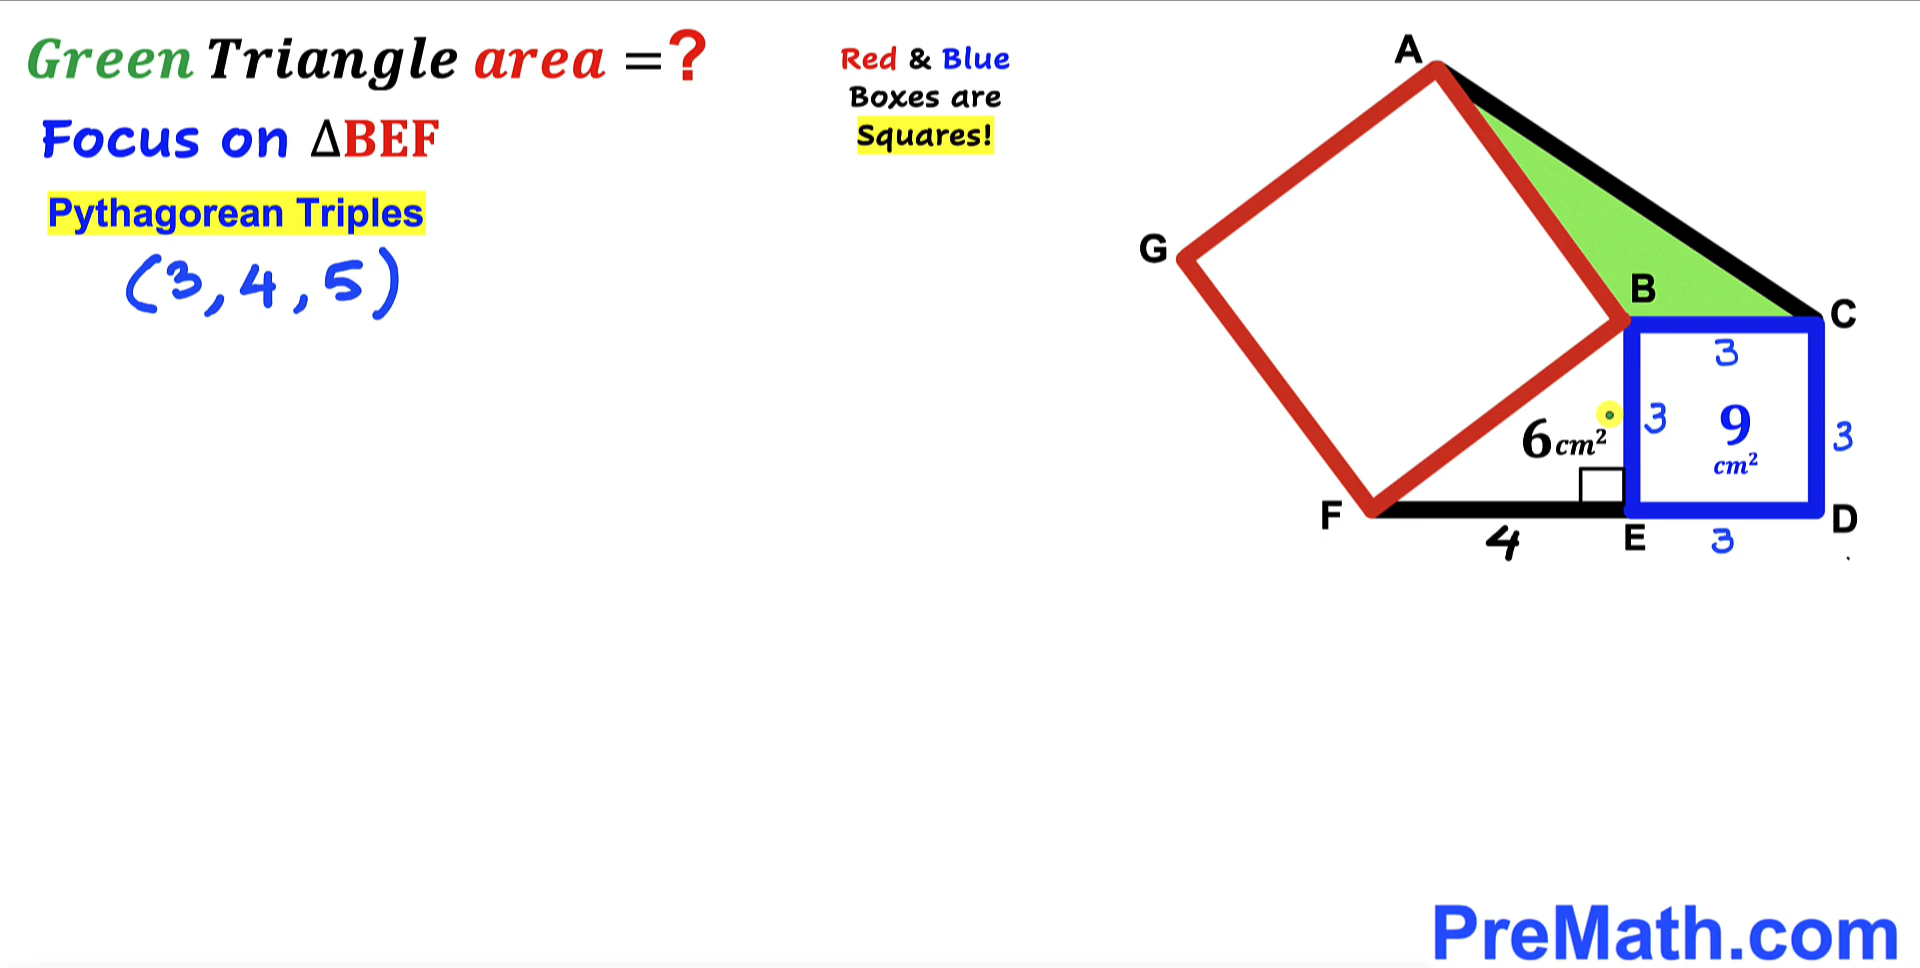 Green Triangle area = ?
Focus on ΔBEF
Pythagorean Triples
(3,4,5)
Red & Blue
Boxes are
Squares!
A
G
B
C
3
6cm²
3
9
cm²
3
F
4
E
3
D
PreMath.com